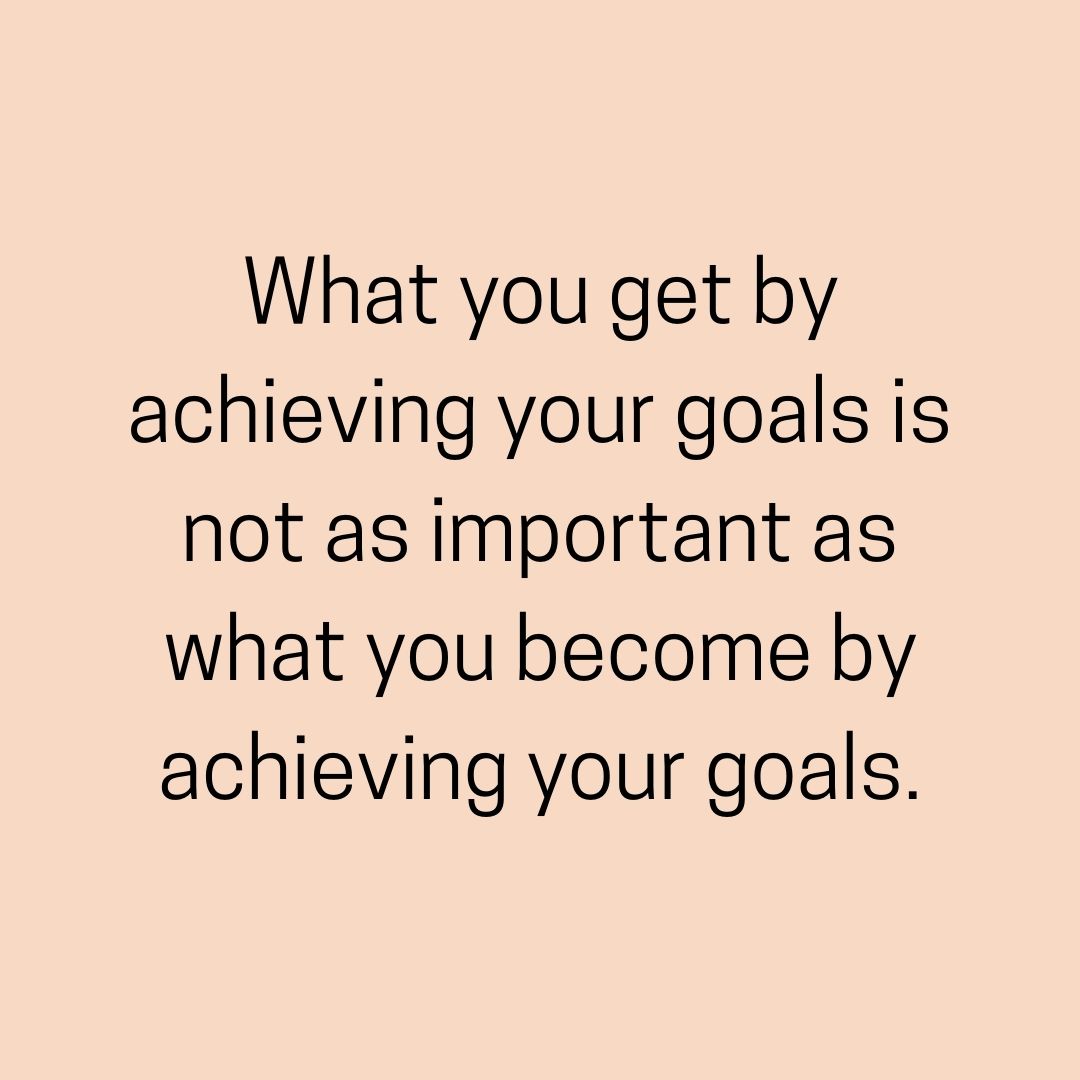 What you get by
achieving your goals is
not as important as
what you become by
achieving your goals.